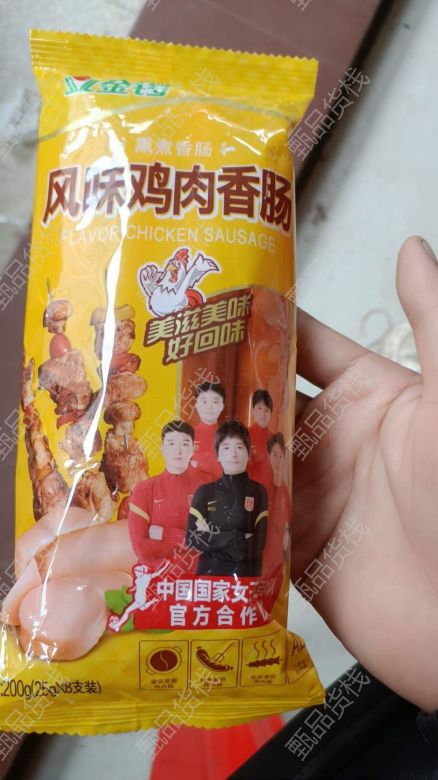 金锣
熏煮香肠
风味鸡肉香肠
FLAVOR CHICKEN SAUSAGE
美滋美味
好回味
中国国家女子
官方合作
200g(25g×8支装)
甄品货栈